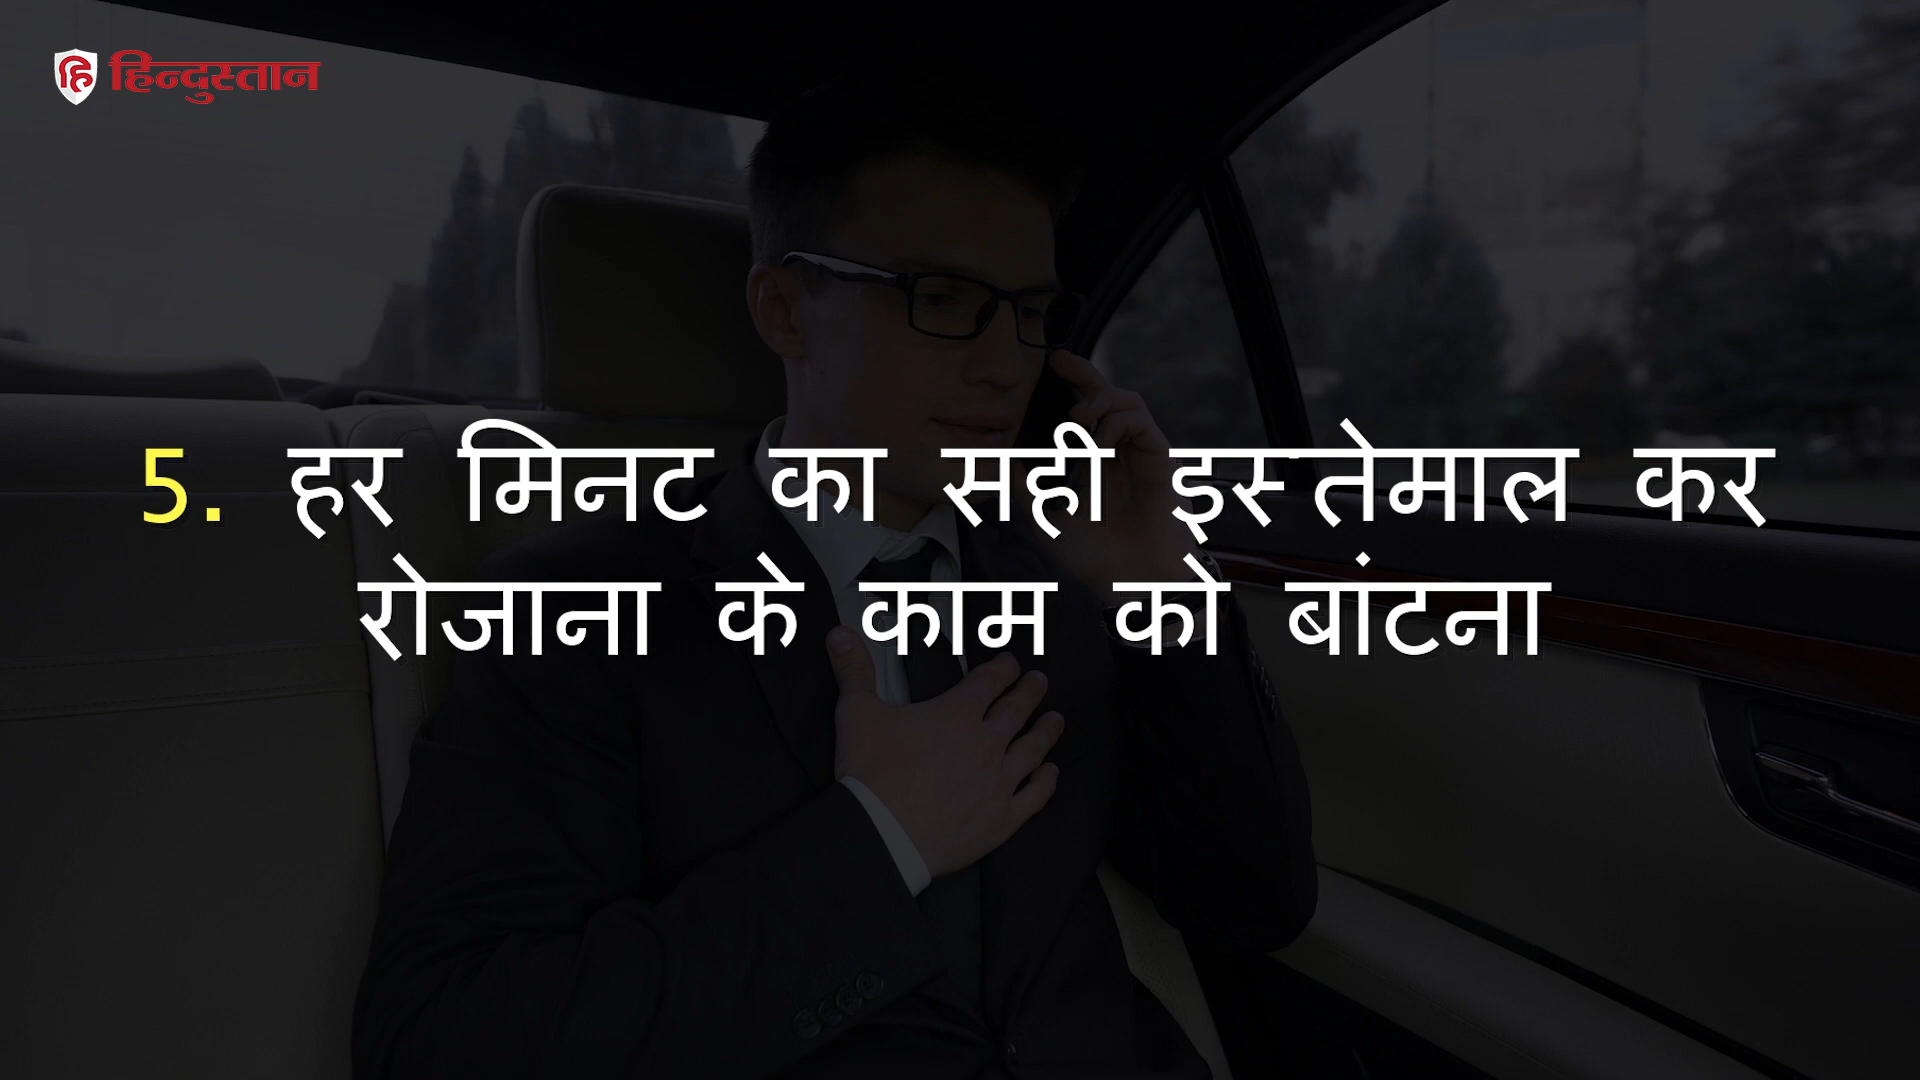 हिन्दुस्तान
5. हर मिनट का सही इस्तेमाल कर
रोजाना के काम को बांटना